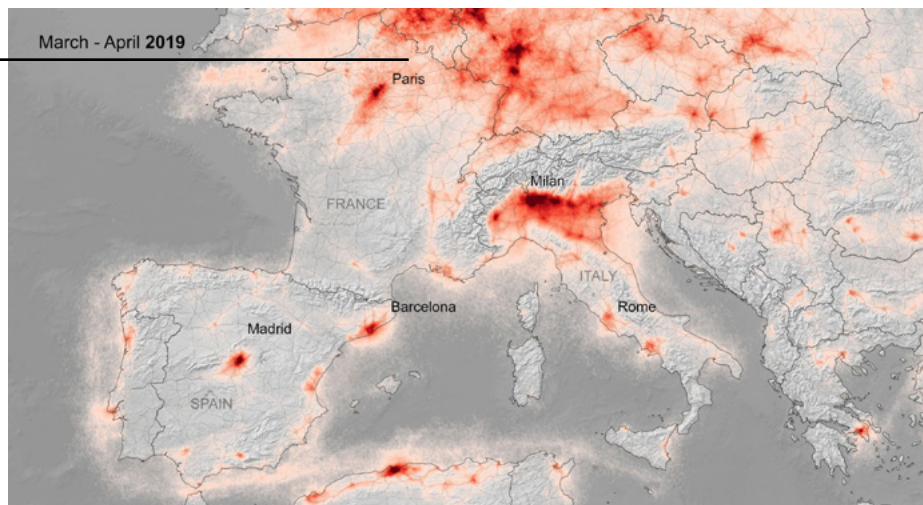 March - April 2019
Paris
Milan
FRANCE
ITALY
Barcelona
Rome
Madrid
SPAIN